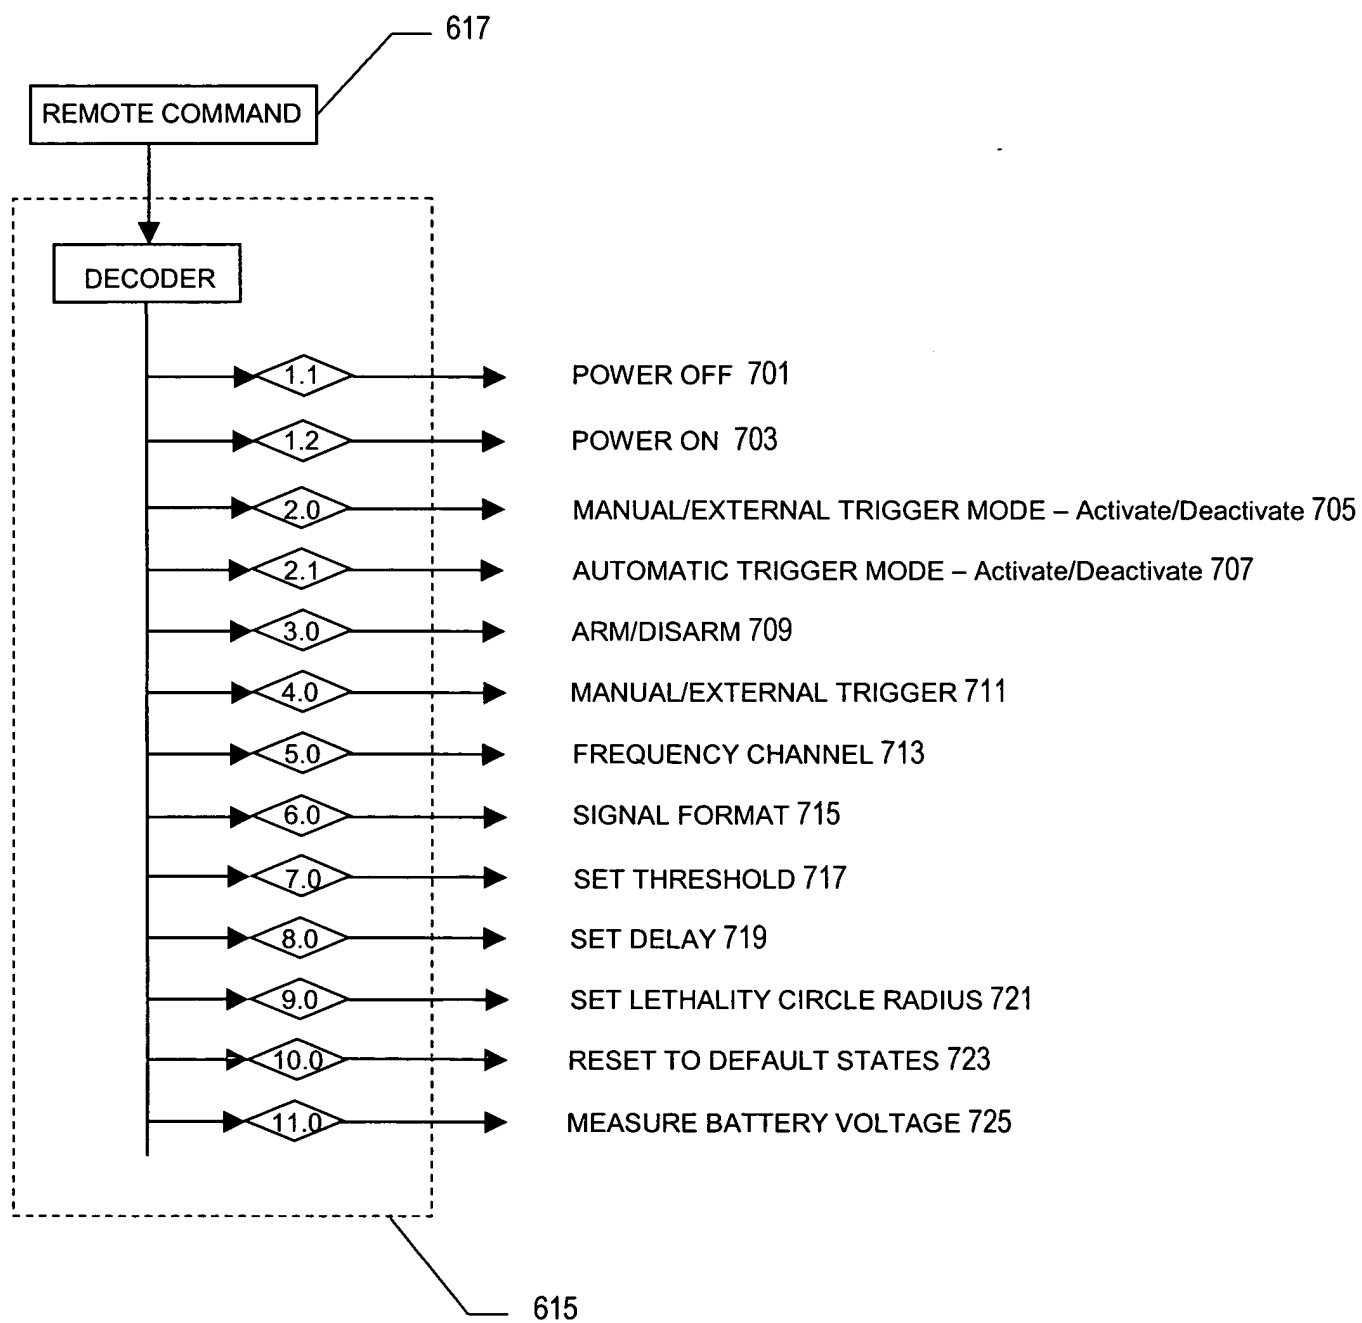 617
REMOTE COMMAND
DECODER
1.1 POWER OFF 701
1.2 POWER ON 703
2.0 MANUAL/EXTERNAL TRIGGER MODE – Activate/Deactivate 705
2.1 AUTOMATIC TRIGGER MODE – Activate/Deactivate 707
3.0 ARM/DISARM 709
4.0 MANUAL/EXTERNAL TRIGGER 711
5.0 FREQUENCY CHANNEL 713
6.0 SIGNAL FORMAT 715
7.0 SET THRESHOLD 717
8.0 SET DELAY 719
9.0 SET LETHALITY CIRCLE RADIUS 721
10.0 RESET TO DEFAULT STATES 723
11.0 MEASURE BATTERY VOLTAGE 725
615